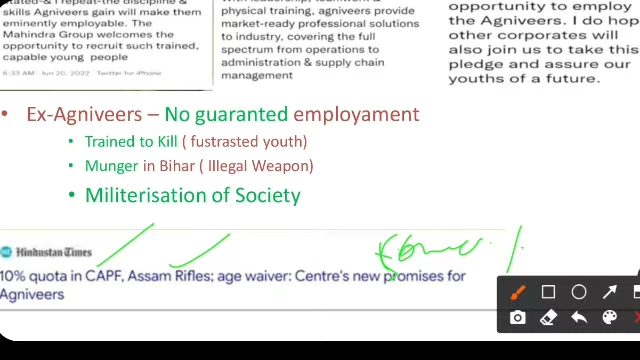 stated-& I repeat-the discipline &
skills Agniveers gain will make them
eminently employable. The
Mahindra Group welcomes the
opportunity to recruit such trained,
capable young people
6:33 AM · Jun 20, 2022 · Twitter for iPhone
With leadership, teamwork &
physical training, agniveers provide
market-ready professional solutions
to industry, covering the full
spectrum from operations to
administration & supply chain
management
opportunity to employ
the Agniveers. I do hop
other corporates will
also join us to take this
pledge and assure our
youths of a future.
• Ex-Agniveers – No guaranted employament
• Trained to Kill ( fustrasted youth)
• Munger in Bihar ( Illegal Weapon)
• Militerisation of Society
Hindustan Times
10% quota in CAPF, Assam Rifles; age waiver: Centre's new promises for
Agniveers